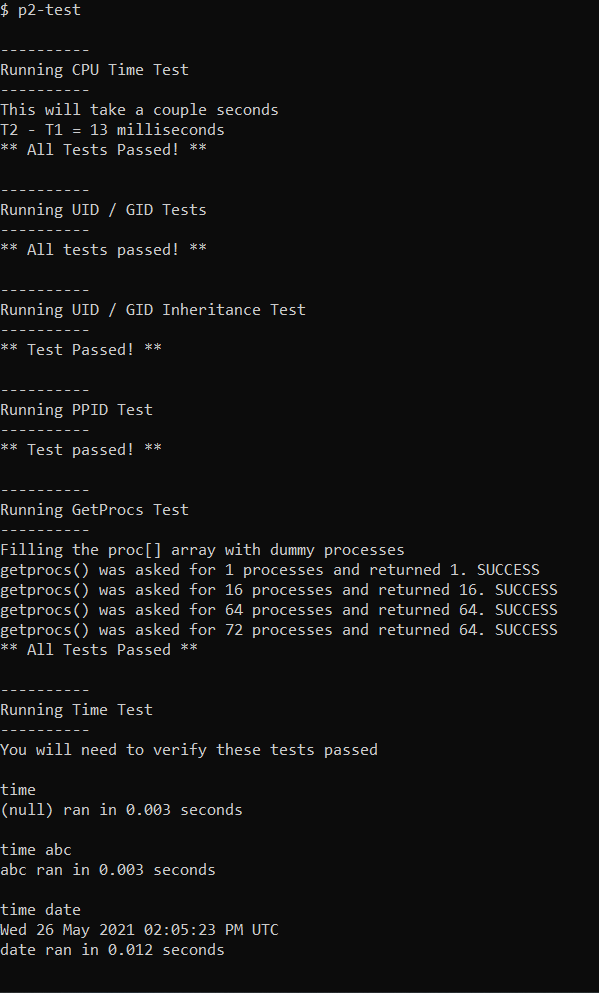 $ p2-test
----------
Running CPU Time Test
----------
This will take a couple seconds
T2 - T1 = 13 milliseconds
** All Tests Passed! **
----------
Running UID / GID Tests
----------
** All tests passed! **
----------
Running UID / GID Inheritance Test
----------
** Test Passed! **
----------
Running PPID Test
----------
** Test passed! **
----------
Running GetProcs Test
----------
Filling the proc[] array with dummy processes
getprocs() was asked for 1 processes and returned 1. SUCCESS
getprocs() was asked for 16 processes and returned 16. SUCCESS
getprocs() was asked for 64 processes and returned 64. SUCCESS
getprocs() was asked for 72 processes and returned 64. SUCCESS
** All Tests Passed **
----------
Running Time Test
----------
You will need to verify these tests passed
time
(null) ran in 0.003 seconds
time abc
abc ran in 0.003 seconds
time date
Wed 26 May 2021 02:05:23 PM UTC
date ran in 0.012 seconds